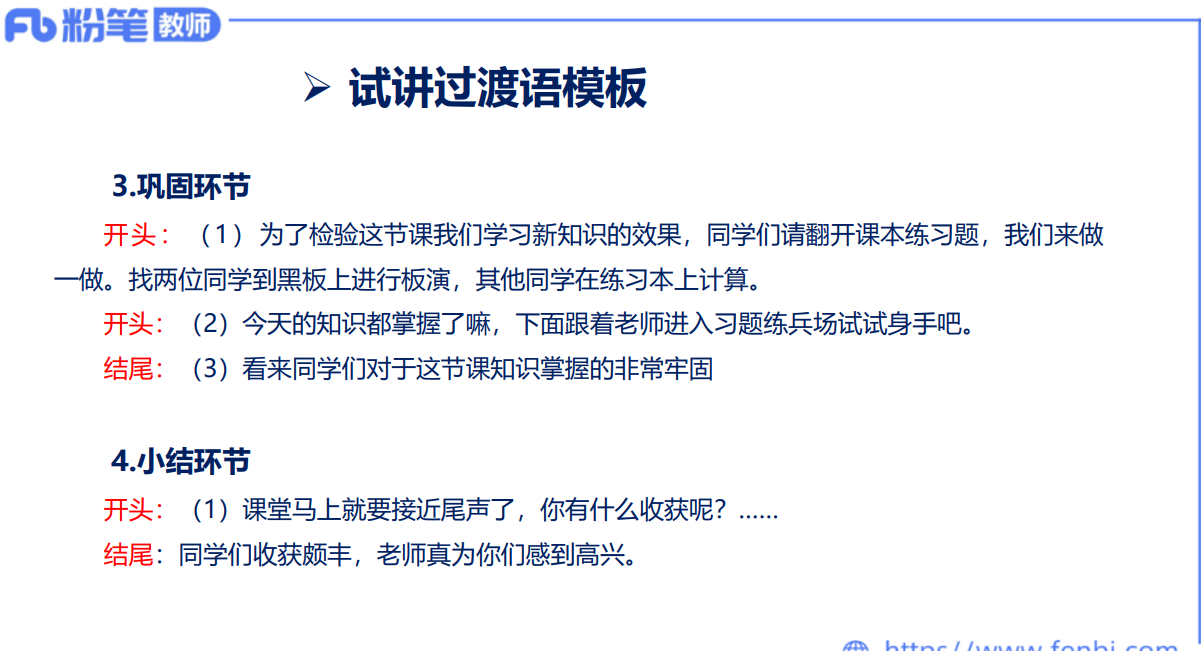 粉笔教师
➢ 试讲过渡语模板
3.巩固环节
开头：（1）为了检验这节课我们学习新知识的效果，同学们请翻开课本练习题，我们来做
一做。找两位同学到黑板上进行板演，其他同学在练习本上计算。
开头：（2）今天的知识都掌握了嘛，下面跟着老师进入习题练兵场试试身手吧。
结尾：（3）看来同学们对于这节课知识掌握的非常牢固
4.小结环节
开头：（1）课堂马上就要接近尾声了，你有什么收获呢？……
结尾：同学们收获颇丰，老师真为你们感到高兴。
https://www.fenbi.com